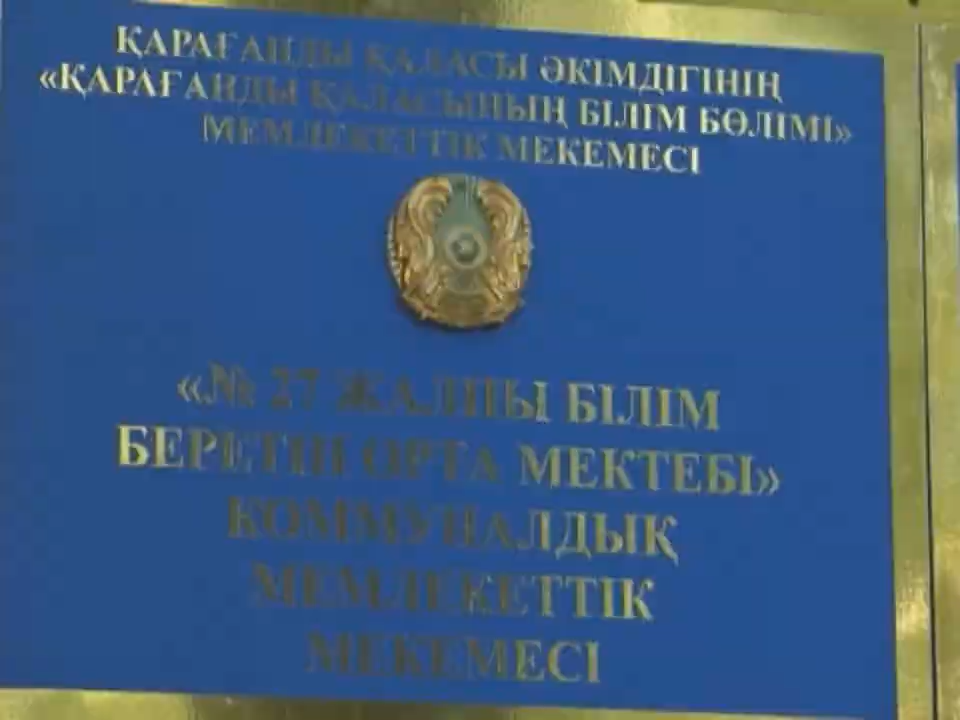 ҚАРАҒАНДЫ ҚАЛАСЫ ӘКІМДІГІНІҢ
«ҚАРАҒАНДЫ ҚАЛАСЫНЫҢ БІЛІМ БӨЛІМІ»
МЕМЛЕКЕТТІК МЕКЕМЕСІ
«№ 27 ЖАЛПЫ БІЛІМ
БЕРЕТІН ОРТА МЕКТЕБІ»
КОММУНАЛДЫҚ
МЕМЛЕКЕТТІК
МЕКЕМЕСІ